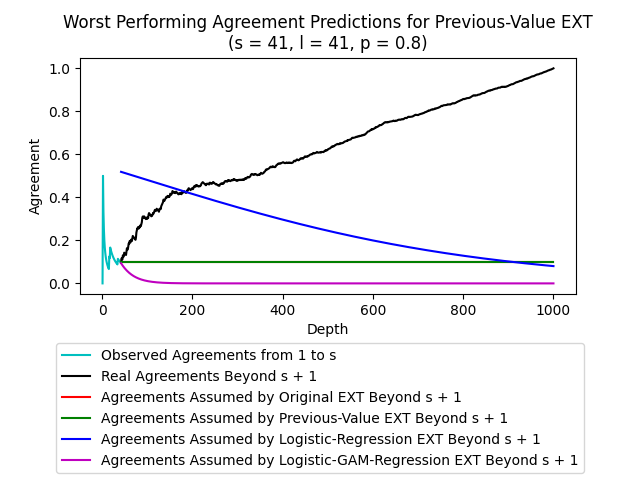 Worst Performing Agreement Predictions for Previous-Value EXT
(s = 41, l = 41, p = 0.8)
1.0
0.8
0.6
0.4
0.2
0.0
Agreement
0 200 400 600 800 1000
Depth
Observed Agreements from 1 to s
Real Agreements Beyond s + 1
Agreements Assumed by Original EXT Beyond s + 1
Agreements Assumed by Previous-Value EXT Beyond s + 1
Agreements Assumed by Logistic-Regression EXT Beyond s + 1
Agreements Assumed by Logistic-GAM-Regression EXT Beyond s + 1